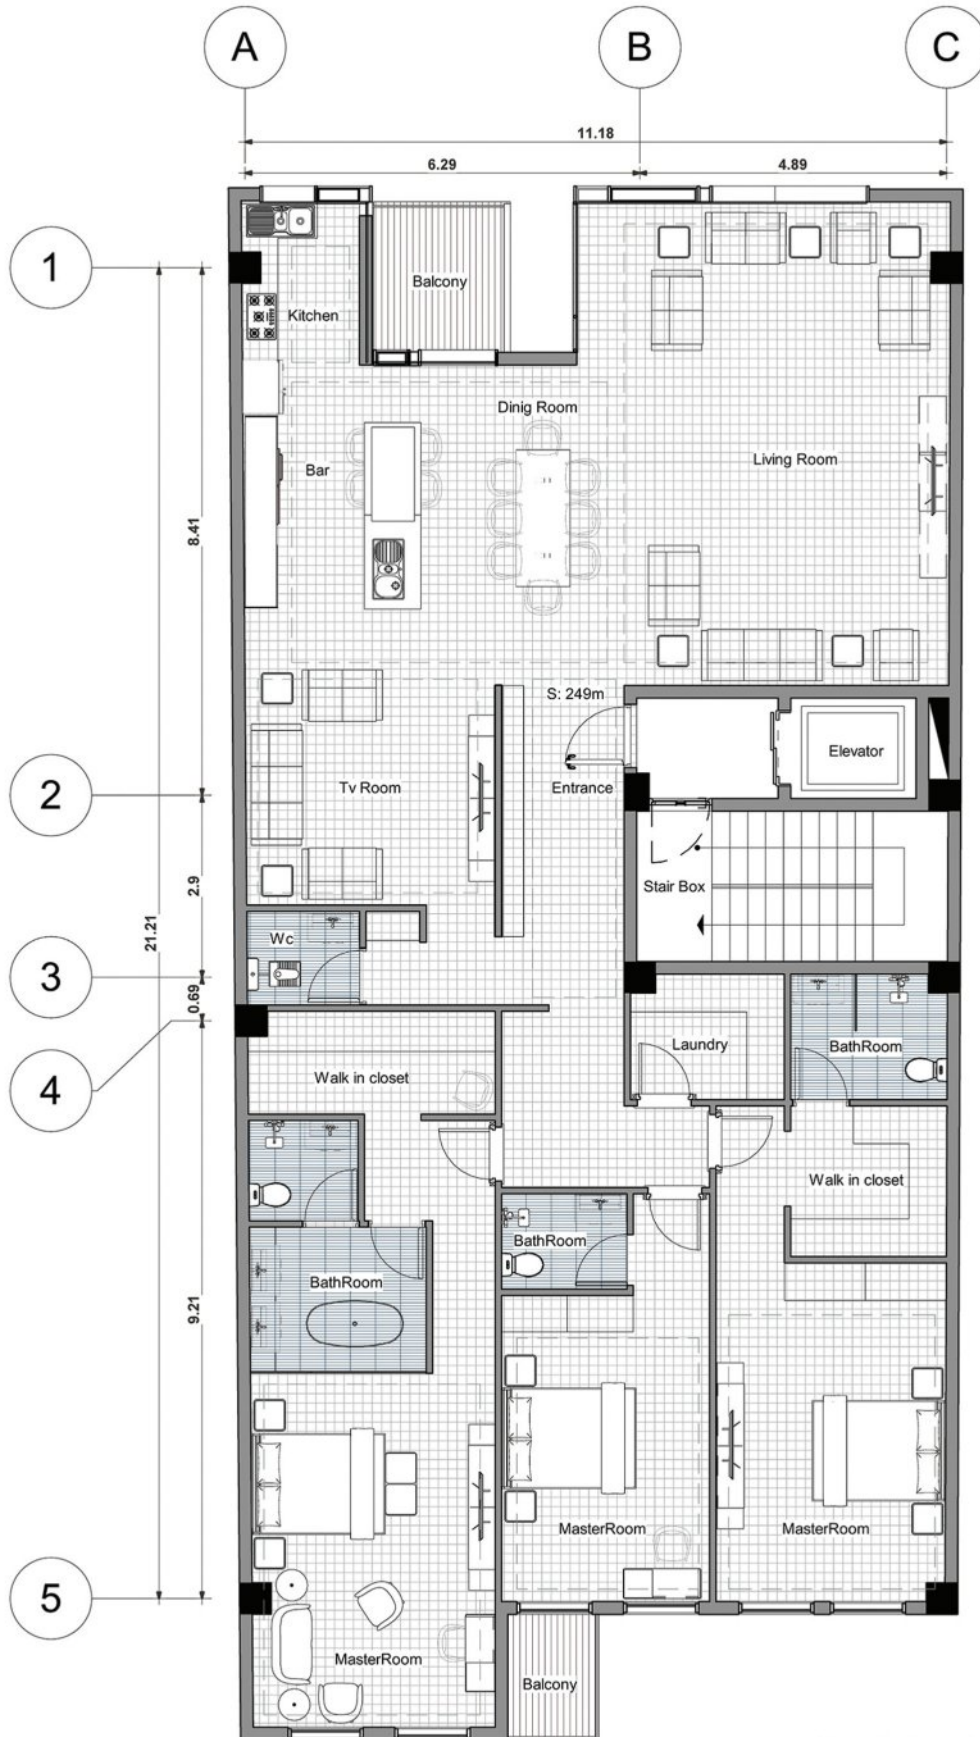 A
B
C
11.18
6.29
4.89
1
Balcony
Kitchen
Dinig Room
Bar
Living Room
8.41
S: 249m
Elevator
2
Tv Room
Entrance
Stair Box
2.9
21.21
Wc
3
0.69
Laundry
BathRoom
4
Walk in closet
Walk in closet
BathRoom
BathRoom
9.21
MasterRoom
MasterRoom
5
MasterRoom
Balcony